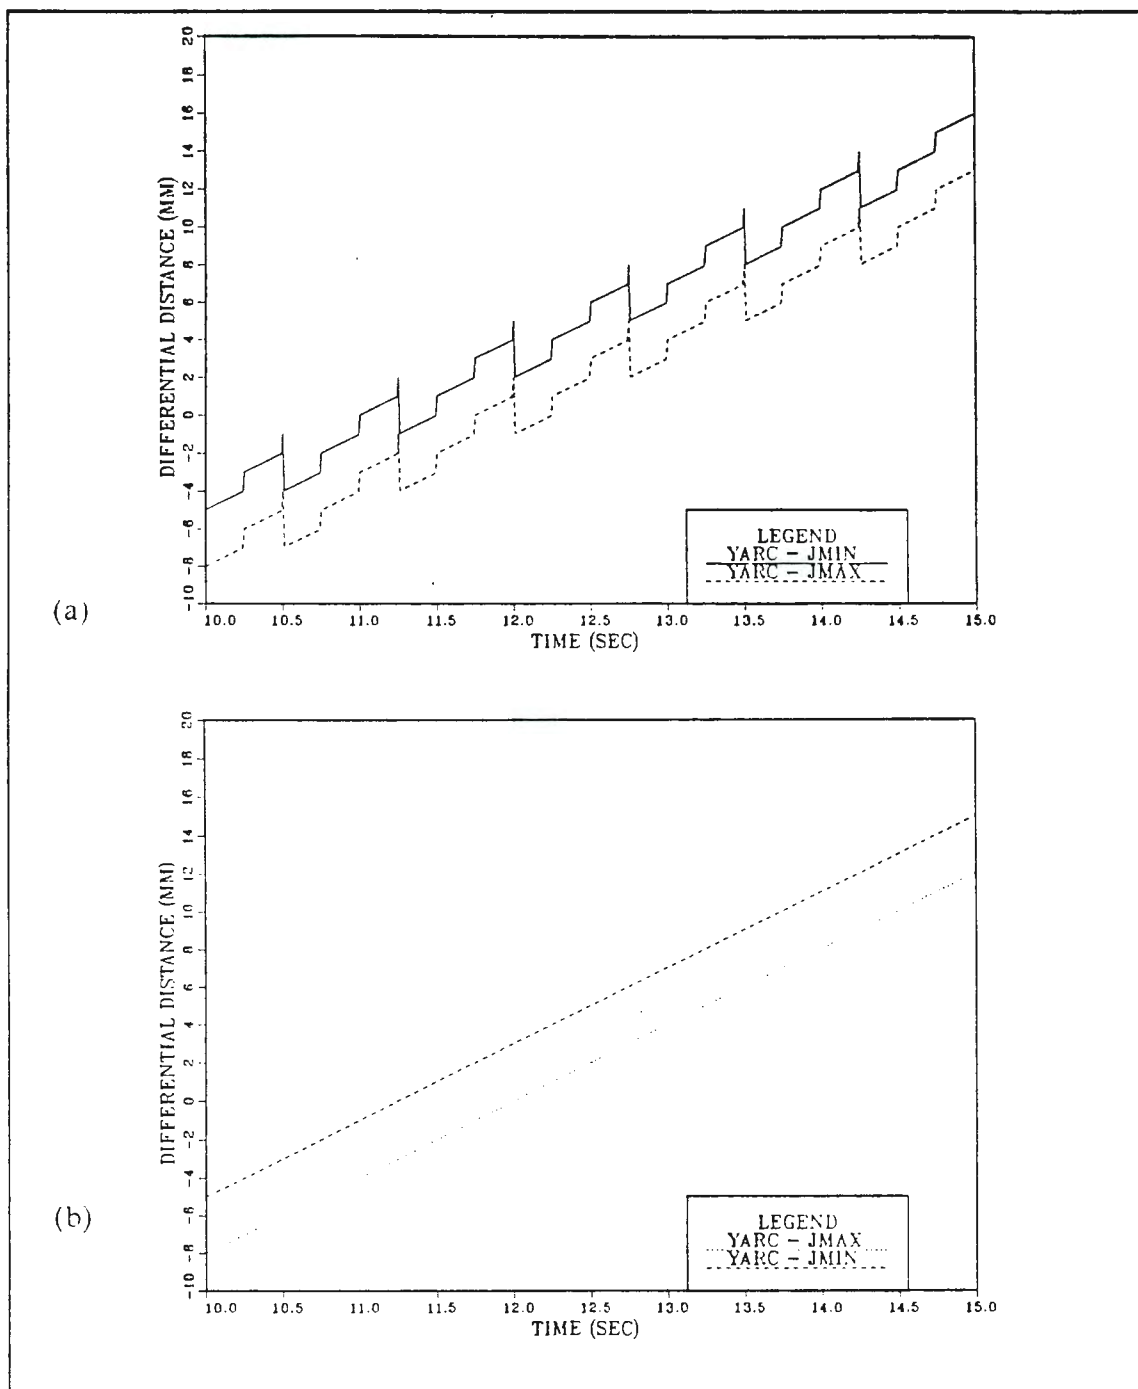 20
18
16
14
12
10
8
6
4
2
0
-2
-4
-6
-8
-10
DIFFERENTIAL DISTANCE (MM)
LEGEND
YARC - JMIN
YARC - JMAX
(a)
10.0 10.5 11.0 11.5 12.0 12.5 13.0 13.5 14.0 14.5 15.0
TIME (SEC)
20
18
16
14
12
10
8
6
4
2
0
-2
-4
-6
-8
-10
DIFFERENTIAL DISTANCE (MM)
(b)
LEGEND
YARC - JMAX
YARC - JMIN
10.0 10.5 11.0 11.5 12.0 12.5 13.0 13.5 14.0 14.5 15.0
TIME (SEC)